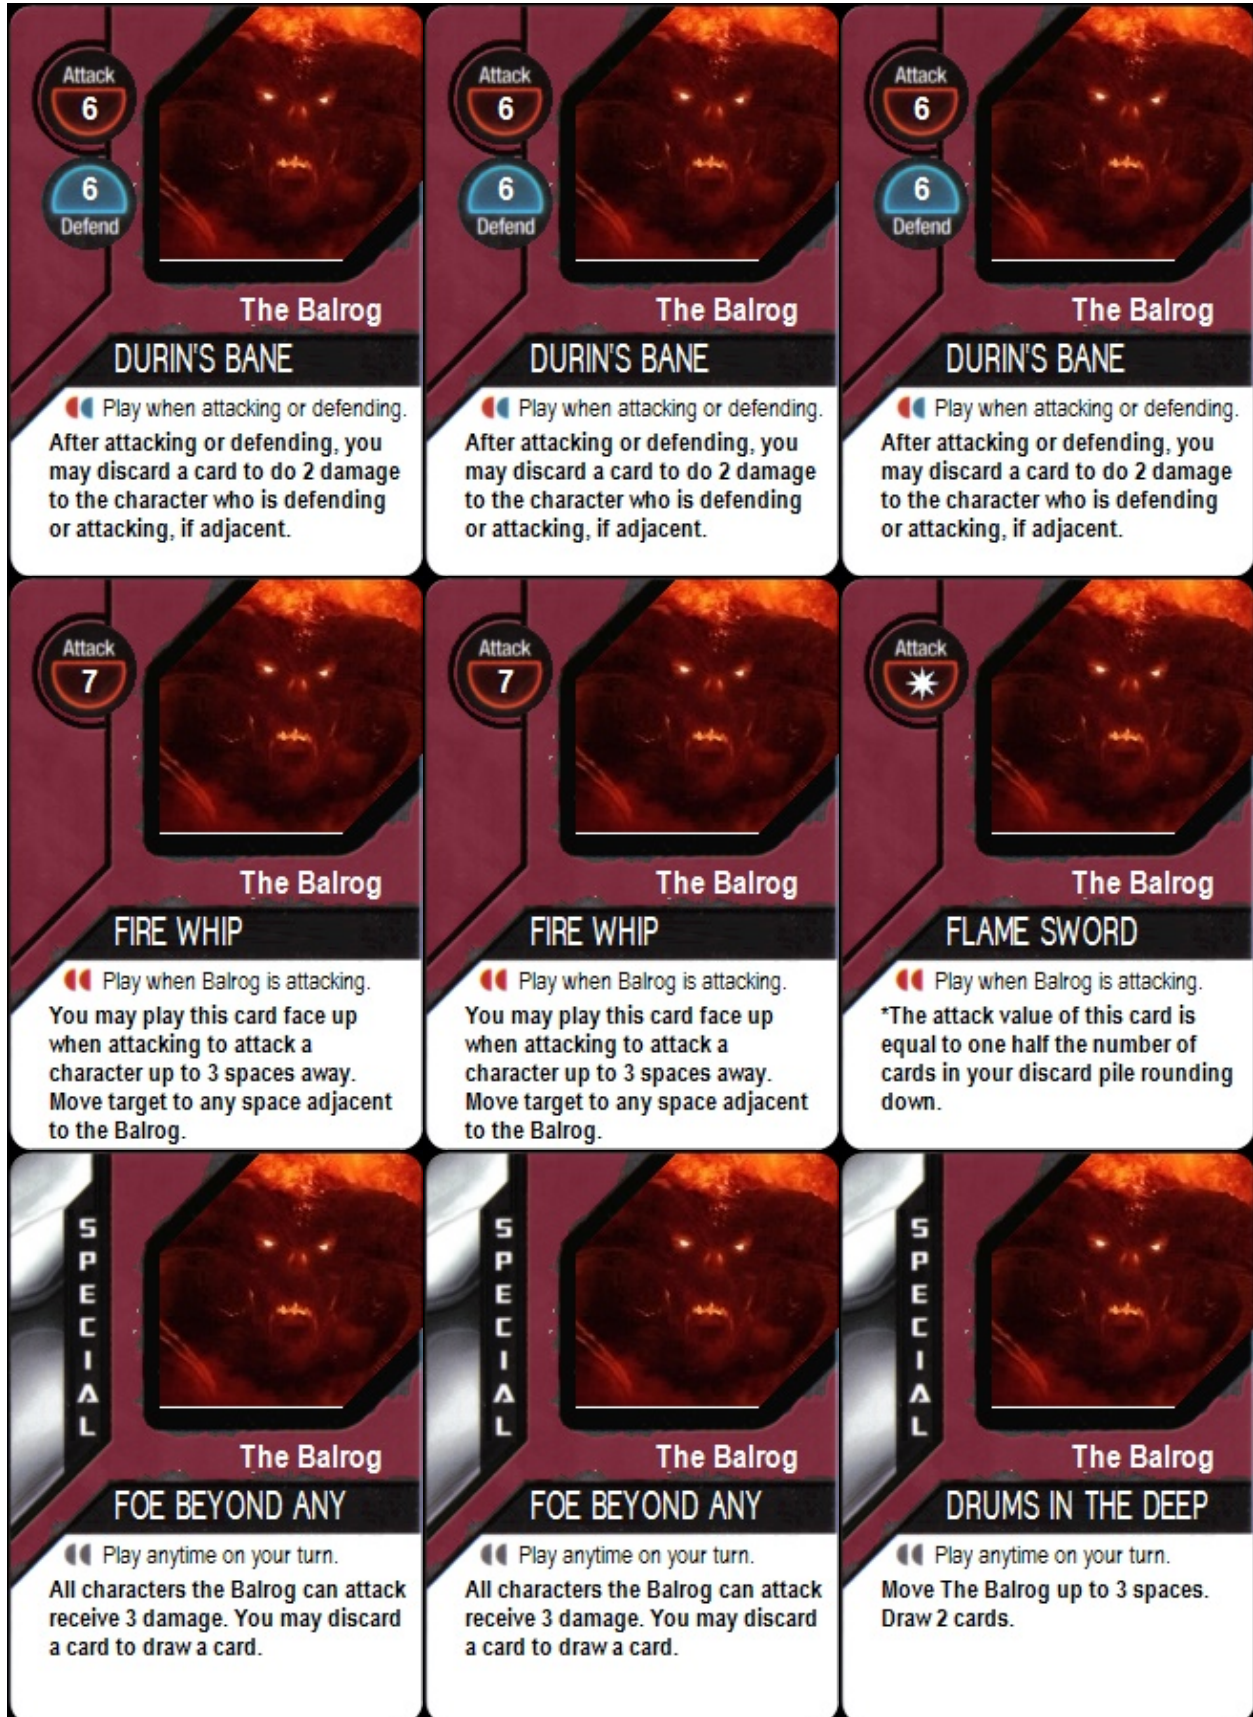 Attack
6
6
Defend
The Balrog
DURIN'S BANE
Play when attacking or defending.
After attacking or defending, you
may discard a card to do 2 damage
to the character who is defending
or attacking, if adjacent.
Attack
6
6
Defend
The Balrog
DURIN'S BANE
Play when attacking or defending.
After attacking or defending, you
may discard a card to do 2 damage
to the character who is defending
or attacking, if adjacent.
Attack
6
6
Defend
The Balrog
DURIN'S BANE
Play when attacking or defending.
After attacking or defending, you
may discard a card to do 2 damage
to the character who is defending
or attacking, if adjacent.
Attack
7
The Balrog
FIRE WHIP
Play when Balrog is attacking.
You may play this card face up
when attacking to attack a
character up to 3 spaces away.
Move target to any space adjacent
to the Balrog.
Attack
7
The Balrog
FIRE WHIP
Play when Balrog is attacking.
You may play this card face up
when attacking to attack a
character up to 3 spaces away.
Move target to any space adjacent
to the Balrog.
Attack
The Balrog
FLAME SWORD
Play when Balrog is attacking.
*The attack value of this card is
equal to one half the number of
cards in your discard pile rounding
down.
SPECIAL
The Balrog
FOE BEYOND ANY
Play anytime on your turn.
All characters the Balrog can attack
receive 3 damage. You may discard
a card to draw a card.
SPECIAL
The Balrog
FOE BEYOND ANY
Play anytime on your turn.
All characters the Balrog can attack
receive 3 damage. You may discard
a card to draw a card.
SPECIAL
The Balrog
DRUMS IN THE DEEP
Play anytime on your turn.
Move The Balrog up to 3 spaces.
Draw 2 cards.